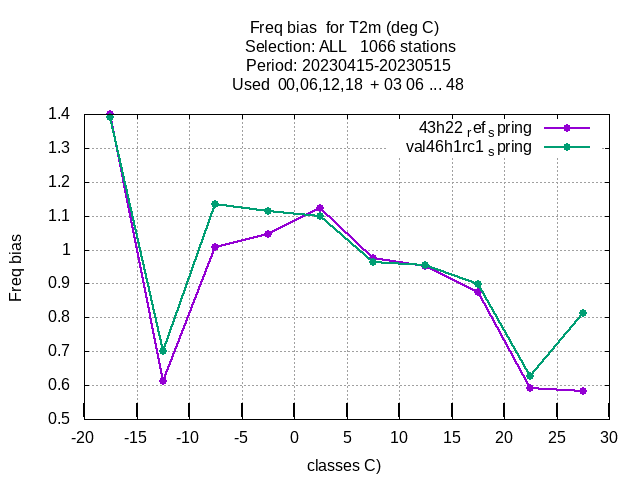 Freq bias  for T2m (deg C)
Selection: ALL   1066 stations
Period: 20230415-20230515
Used  00,06,12,18  + 03 06 ... 48
43h22 ref spring
val46h1rc1 spring
1.4
1.3
1.2
1.1
1
0.9
0.8
0.7
0.6
0.5
Freq bias
-20 -15 -10 -5 0 5 10 15 20 25 30
classes C)